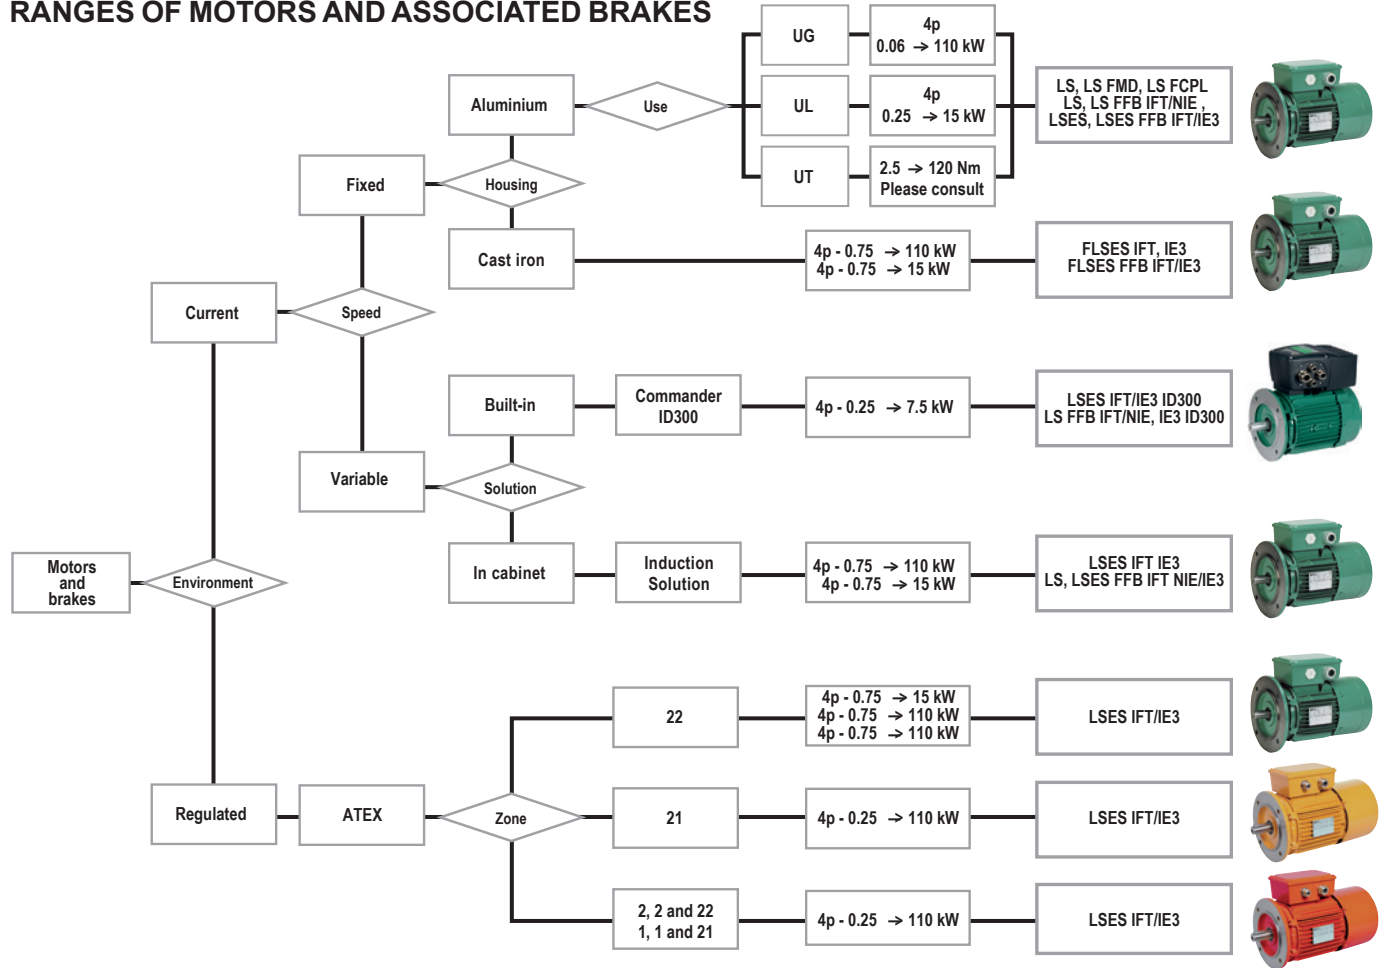 RANGES OF MOTORS AND ASSOCIATED BRAKES
UG
4p
0.06 → 110 kW
Aluminium
Use
UL
4p
0.25 → 15 kW
LS, LS FMD, LS FCPL
LS, LS FFB IFT/NIE ,
LSES, LSES FFB IFT/IE3
UT
2.5 → 120 Nm
Please consult
Fixed
Housing
Cast iron
4p - 0.75 → 110 kW
4p - 0.75 → 15 kW
FLSES IFT, IE3
FLSES FFB IFT/IE3
Current
Speed
Built-in
Commander
ID300
4p - 0.25 → 7.5 kW
LSES IFT/IE3 ID300
LS FFB IFT/NIE, IE3 ID300
Variable
Solution
In cabinet
Induction
Solution
4p - 0.75 → 110 kW
4p - 0.75 → 15 kW
LSES IFT IE3
LS, LSES FFB IFT NIE/IE3
Motors
and
brakes
Environment
22
4p - 0.75 → 15 kW
4p - 0.75 → 110 kW
4p - 0.75 → 110 kW
LSES IFT/IE3
Regulated
ATEX
Zone
21
4p - 0.25 → 110 kW
LSES IFT/IE3
2, 2 and 22
1, 1 and 21
4p - 0.25 → 110 kW
LSES IFT/IE3